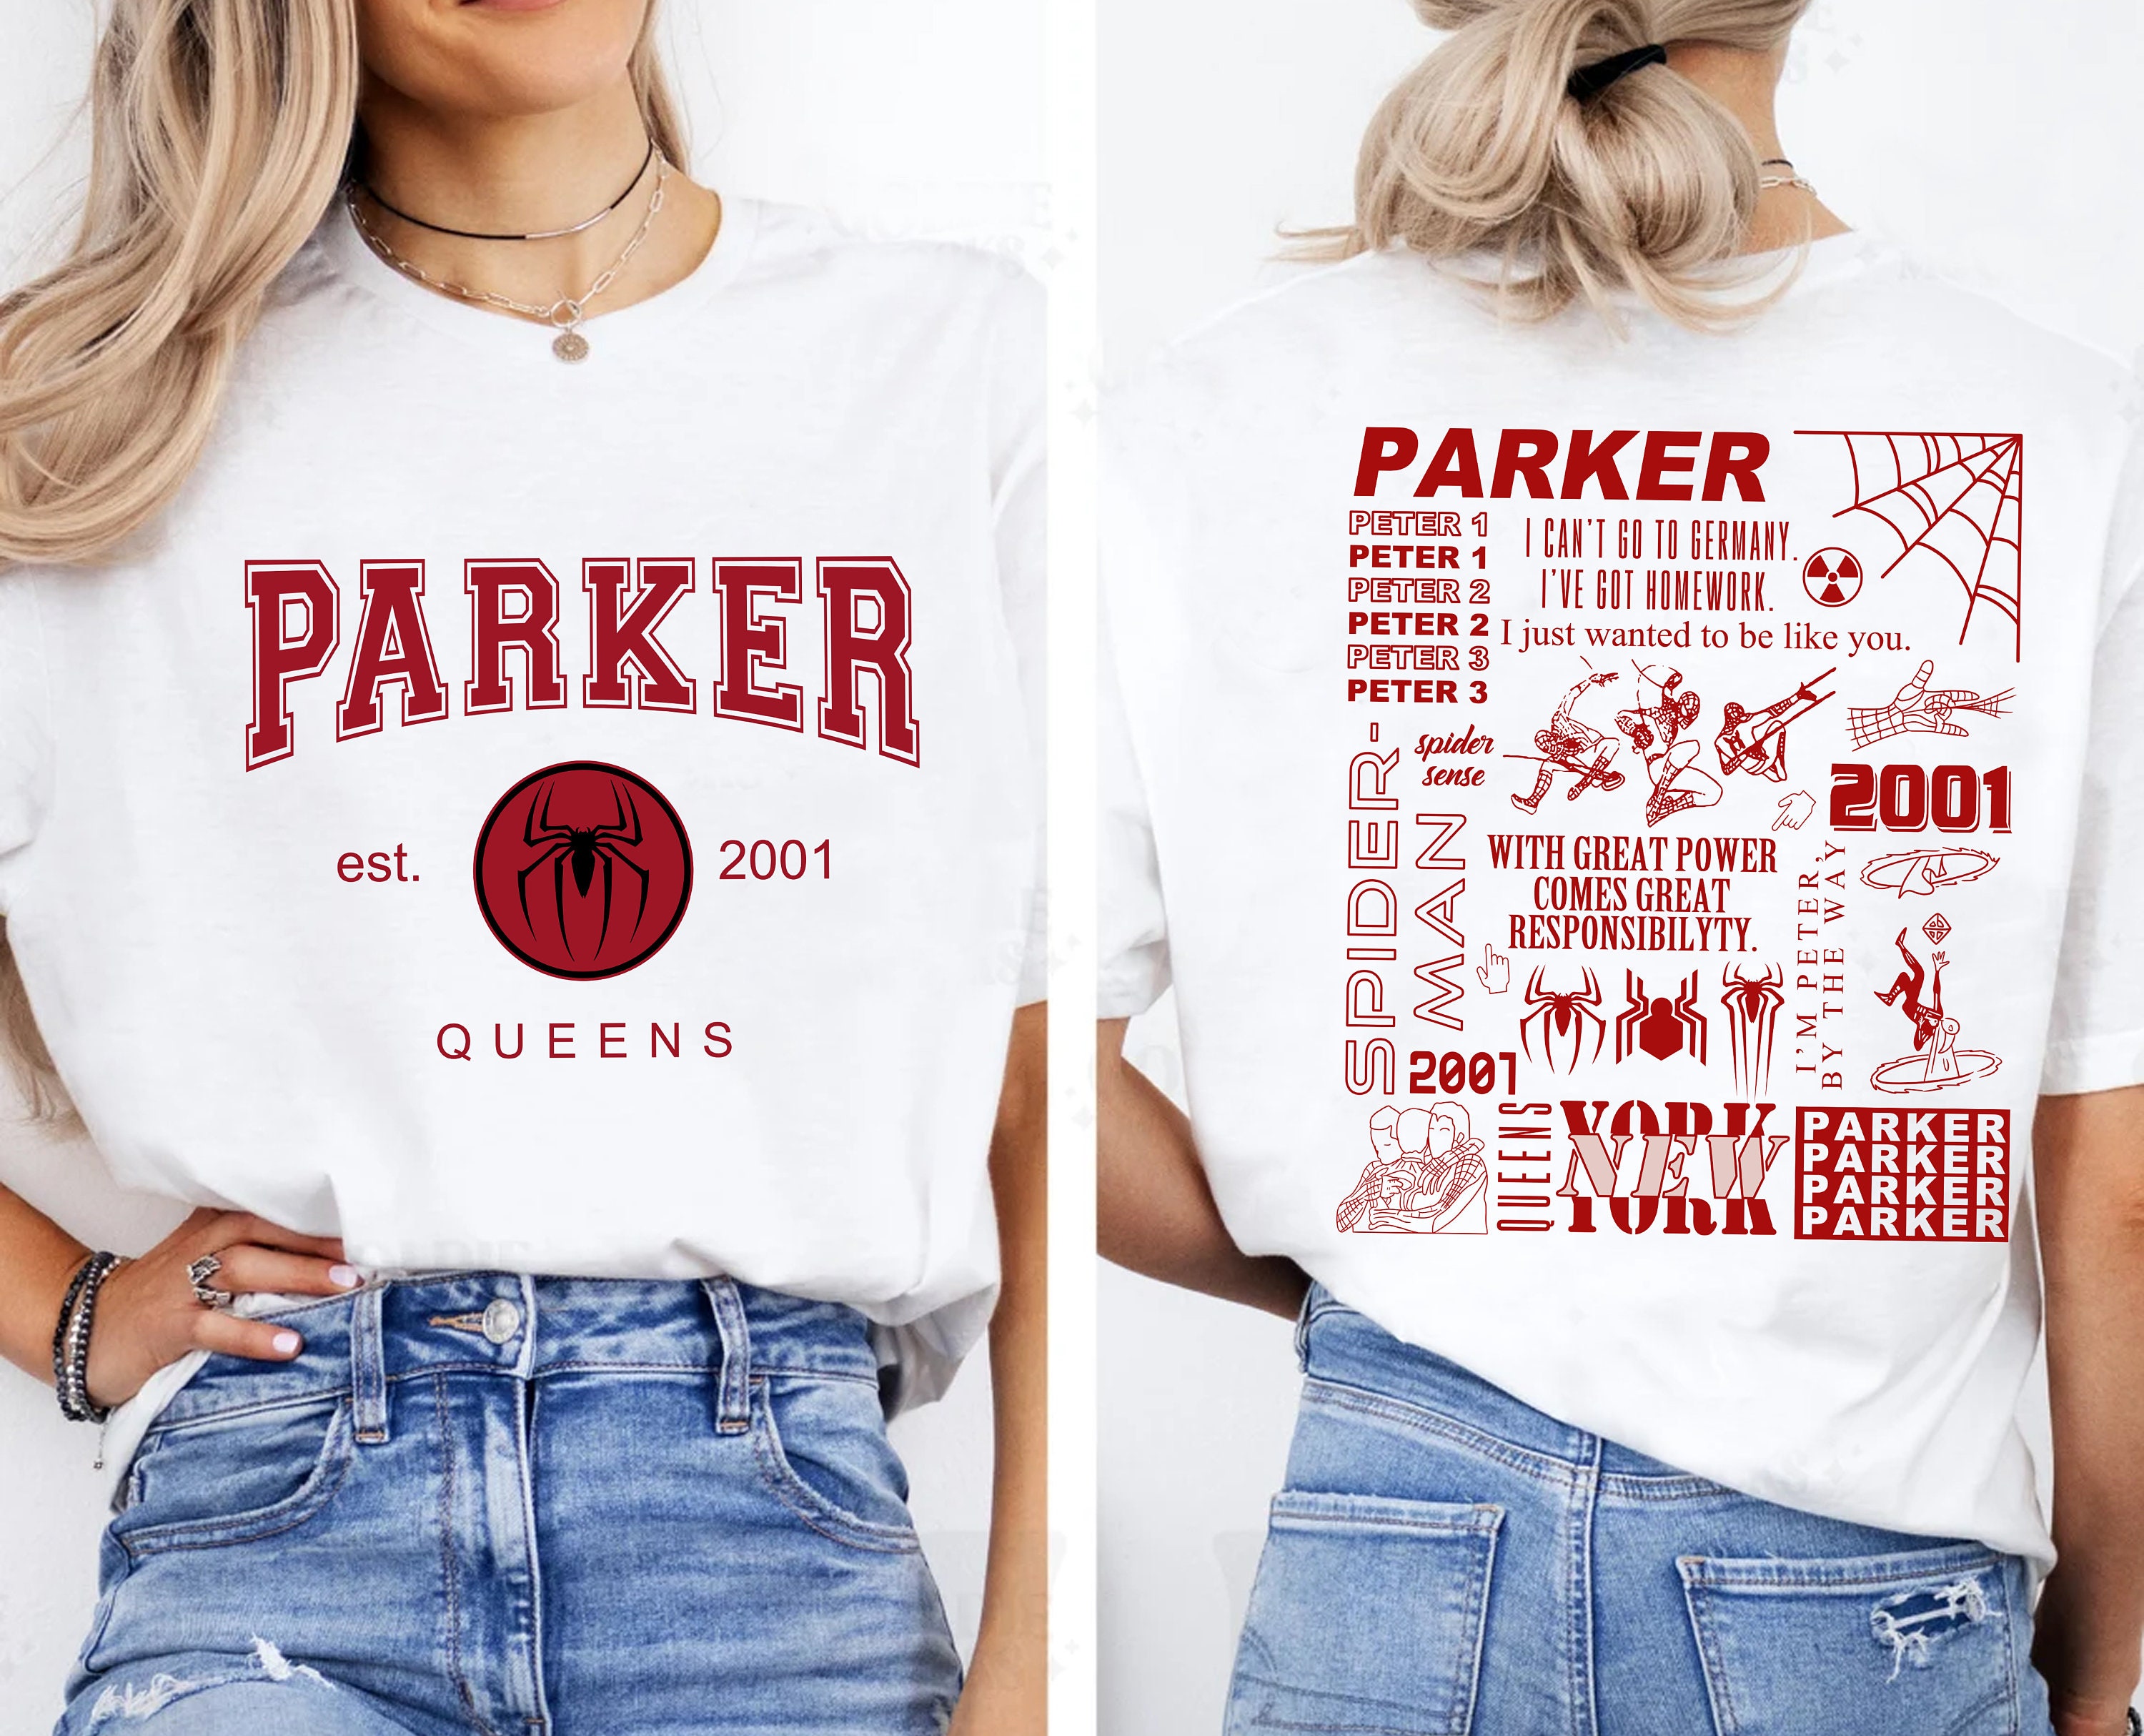 PARKER
est.
2001
QUEENS
PARKER
PETER 1
PETER 1
PETER 2
PETER 2
PETER 3
PETER 3
I CAN'T GO TO GERMANY.
I'VE GOT HOMEWORK.
I just wanted to be like you.
spider
sense
SPIDER-
MAN
2001
2001
WITH GREAT POWER
COMES GREAT
RESPONSIBILYTY.
I'M PETER,
BY THE WAY
QUEENS
YORK
NEW
YORK
PARKER
PARKER
PARKER
PARKER